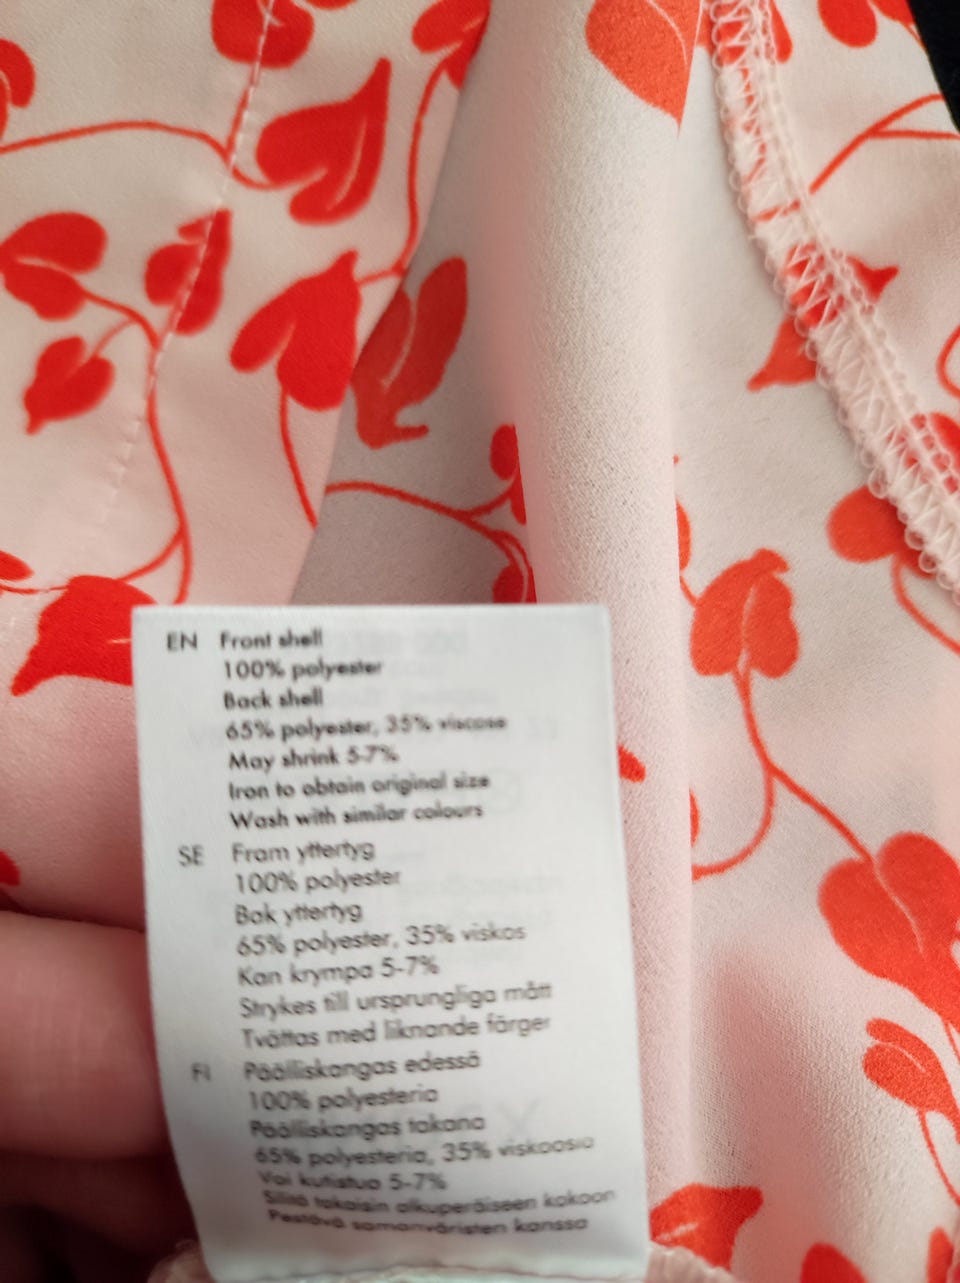 EN Front shell
100% polyester
Back shell
65% polyester, 35% viscose
May shrink 5-7%
Iron to obtain original size
Wash with similar colours
SE Fram yttertyg
100% polyester
Bak yttertyg
65% polyester, 35% viskos
Kan krympa 5-7%
Strykes till ursprungliga mått
Tvättas med liknande färger
FI Päälliskangas edessä
100% polyesteria
Päälliskangas takana
65% polyesteria, 35% viskoosia
Voi kutistua 5-7%
Silitä takaisin alkuperäiseen kokoon
Pestävä samanväristen kanssa